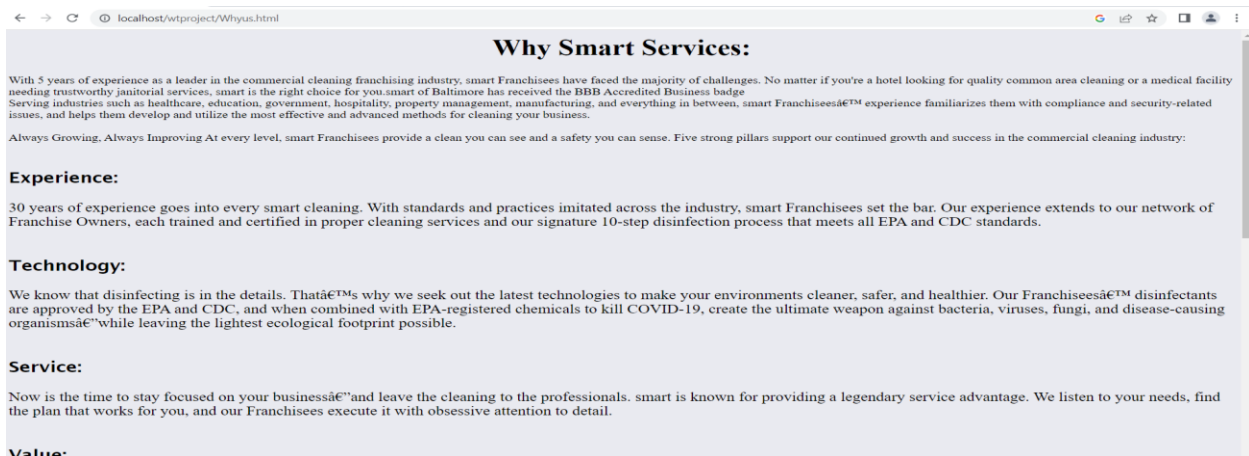 localhost/wtproject/Whyus.html
Why Smart Services:
With 5 years of experience as a leader in the commercial cleaning franchising industry, smart Franchisees have faced the majority of challenges. No matter if you're a hotel looking for quality common area cleaning or a medical facility
needing trustworthy janitorial services, smart is the right choice for you.smart of Baltimore has received the BBB Accredited Business badge
Serving industries such as healthcare, education, government, hospitality, property management, manufacturing, and everything in between, smart Franchiseesâ€™ experience familiarizes them with compliance and security-related
issues, and helps them develop and utilize the most effective and advanced methods for cleaning your business.
Always Growing, Always Improving At every level, smart Franchisees provide a clean you can see and a safety you can sense. Five strong pillars support our continued growth and success in the commercial cleaning industry:
Experience:
30 years of experience goes into every smart cleaning. With standards and practices imitated across the industry, smart Franchisees set the bar. Our experience extends to our network of
Franchise Owners, each trained and certified in proper cleaning services and our signature 10-step disinfection process that meets all EPA and CDC standards.
Technology:
We know that disinfecting is in the details. Thatâ€™s why we seek out the latest technologies to make your environments cleaner, safer, and healthier. Our Franchiseesâ€™ disinfectants
are approved by the EPA and CDC, and when combined with EPA-registered chemicals to kill COVID-19, create the ultimate weapon against bacteria, viruses, fungi, and disease-causing
organismsâ€”while leaving the lightest ecological footprint possible.
Service:
Now is the time to stay focused on your businessâ€”and leave the cleaning to the professionals. smart is known for providing a legendary service advantage. We listen to your needs, find
the plan that works for you, and our Franchisees execute it with obsessive attention to detail.
Value: